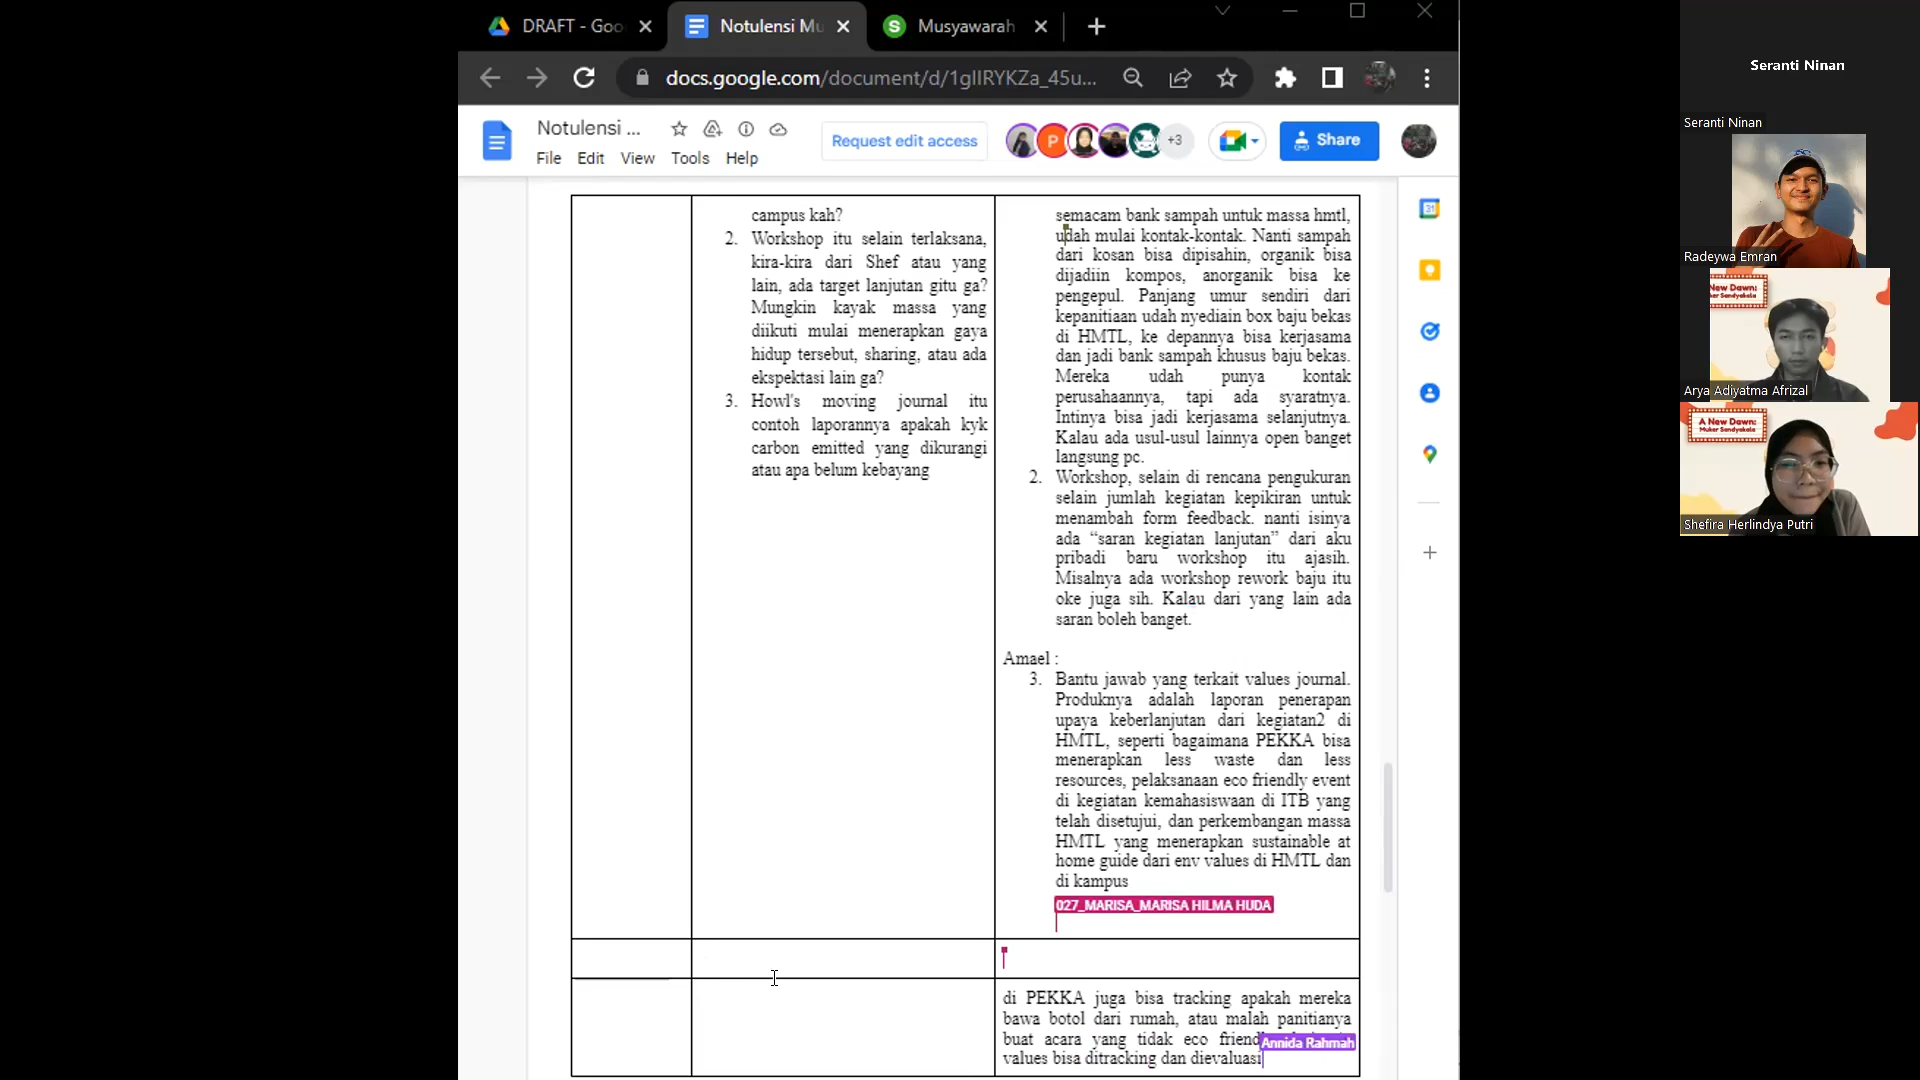 DRAFT - Goo
Notulensi Mu
Musyawarah
docs.google.com/document/d/1gllRYKZa_45u...
Notulensi ...
Request edit access
+3
Share
File Edit View Tools Help
campus kah?
2. Workshop itu selain terlaksana,
kira-kira dari Shef atau yang
lain, ada target lanjutan gitu ga?
Mungkin kayak massa yang
diikuti mulai menerapkan gaya
hidup tersebut, sharing, atau ada
ekspektasi lain ga?
3. Howl's moving journal itu
contoh laporannya apakah kyk
carbon emitted yang dikurangi
atau apa belum kebayang
semacam bank sampah untuk massa hmtl,
udah mulai kontak-kontak. Nanti sampah
dari kosan bisa dipisahin, organik bisa
dijadiin kompos, anorganik bisa ke
pengepul. Panjang umur sendiri dari
kepanitiaan udah nyediain box baju bekas
di HMTL, ke depannya bisa kerjasama
dan jadi bank sampah khusus baju bekas.
Mereka udah punya kontak
perusahaannya, tapi ada syaratnya.
Intinya bisa jadi kerjasama selanjutnya.
Kalau ada usul-usul lainnya open banget
langsung pc.
2. Workshop, selain di rencana pengukuran
selain jumlah kegiatan kepikiran untuk
menambah form feedback. nanti isinya
ada “saran kegiatan lanjutan” dari aku
pribadi baru workshop itu ajasih.
Misalnya ada workshop rework baju itu
oke juga sih. Kalau dari yang lain ada
saran boleh banget.
Amael :
3. Bantu jawab yang terkait values journal.
Produknya adalah laporan penerapan
upaya keberlanjutan dari kegiatan2 di
HMTL, seperti bagaimana PEKKA bisa
menerapkan less waste dan less
resources, pelaksanaan eco friendly event
di kegiatan kemahasiswaan di ITB yang
telah disetujui, dan perkembangan massa
HMTL yang menerapkan sustainable at
home guide dari env values di HMTL dan
di kampus
027_MARISA_MARISA HILMA HUDA
di PEKKA juga bisa tracking apakah mereka
bawa botol dari rumah, atau malah panitianya
buat acara yang tidak eco friend
Annida Rahmah
values bisa ditracking dan dievaluasi
Seranti Ninan
Seranti Ninan
Radeywa Emran
New Dawn:
Muker Sandyakala
Arya Adiyatma Afrizal
A New Dawn:
Muker Sandyakala
Shefira Herlindya Putri